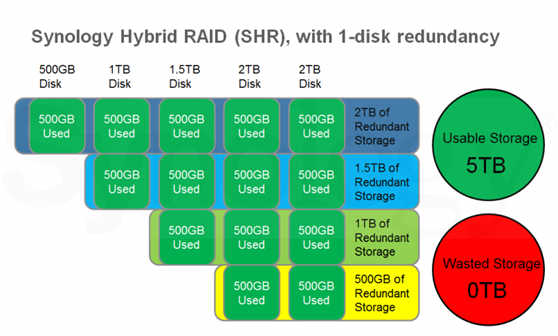 Synology Hybrid RAID (SHR), with 1-disk redundancy
500GB 1TB 1.5TB 2TB 2TB
Disk Disk Disk Disk Disk
500GB 500GB 500GB 500GB 500GB
Used Used Used Used Used
2TB of
Redundant
Storage
500GB 500GB 500GB 500GB
Used Used Used Used
1.5TB of
Redundant
Storage
500GB 500GB 500GB
Used Used Used
1TB of
Redundant
Storage
500GB 500GB
Used Used
500GB of
Redundant
Storage
Usable Storage
5TB
Wasted Storage
0TB